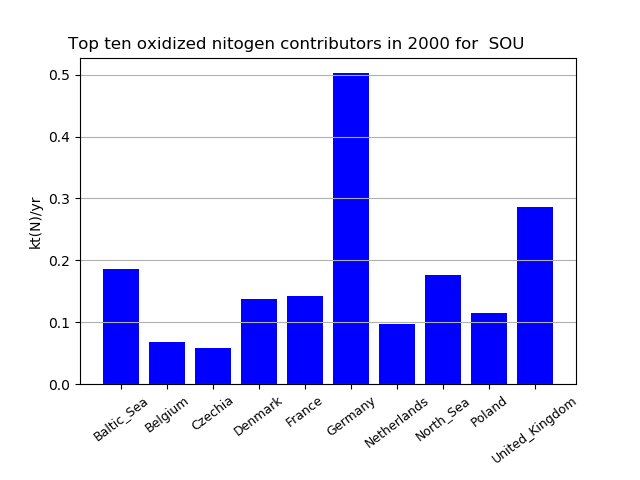 Top ten oxidized nitogen contributors in 2000 for  SOU
kt(N)/yr
0.5
0.4
0.3
0.2
0.1
0.0
Baltic_Sea
Belgium
Czechia
Denmark
France
Germany
Netherlands
North_Sea
Poland
United_Kingdom